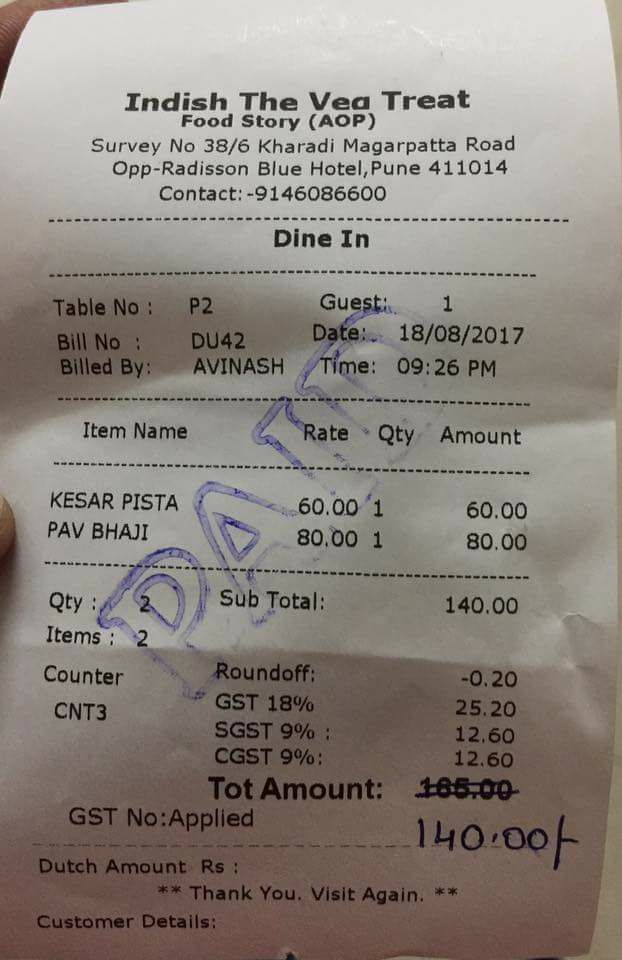 Indish The Veg Treat
Food Story (AOP)
Survey No 38/6 Kharadi Magarpatta Road
Opp-Radisson Blue Hotel,Pune 411014
Contact:-9146086600
Dine In
Table No : P2 Guest: 1
Bill No : DU42 Date: 18/08/2017
Billed By: AVINASH Time: 09:26 PM
Item Name Rate Qty Amount
KESAR PISTA 60.00 1 60.00
PAV BHAJI 80.00 1 80.00
Qty : 2 Sub Total: 140.00
Items : 2
Counter Roundoff: -0.20
CNT3 GST 18% 25.20
SGST 9% : 12.60
CGST 9%: 12.60
Tot Amount: 165.00
GST No:Applied 140.00/-
Dutch Amount Rs :
** Thank You. Visit Again. **
Customer Details:
PAID